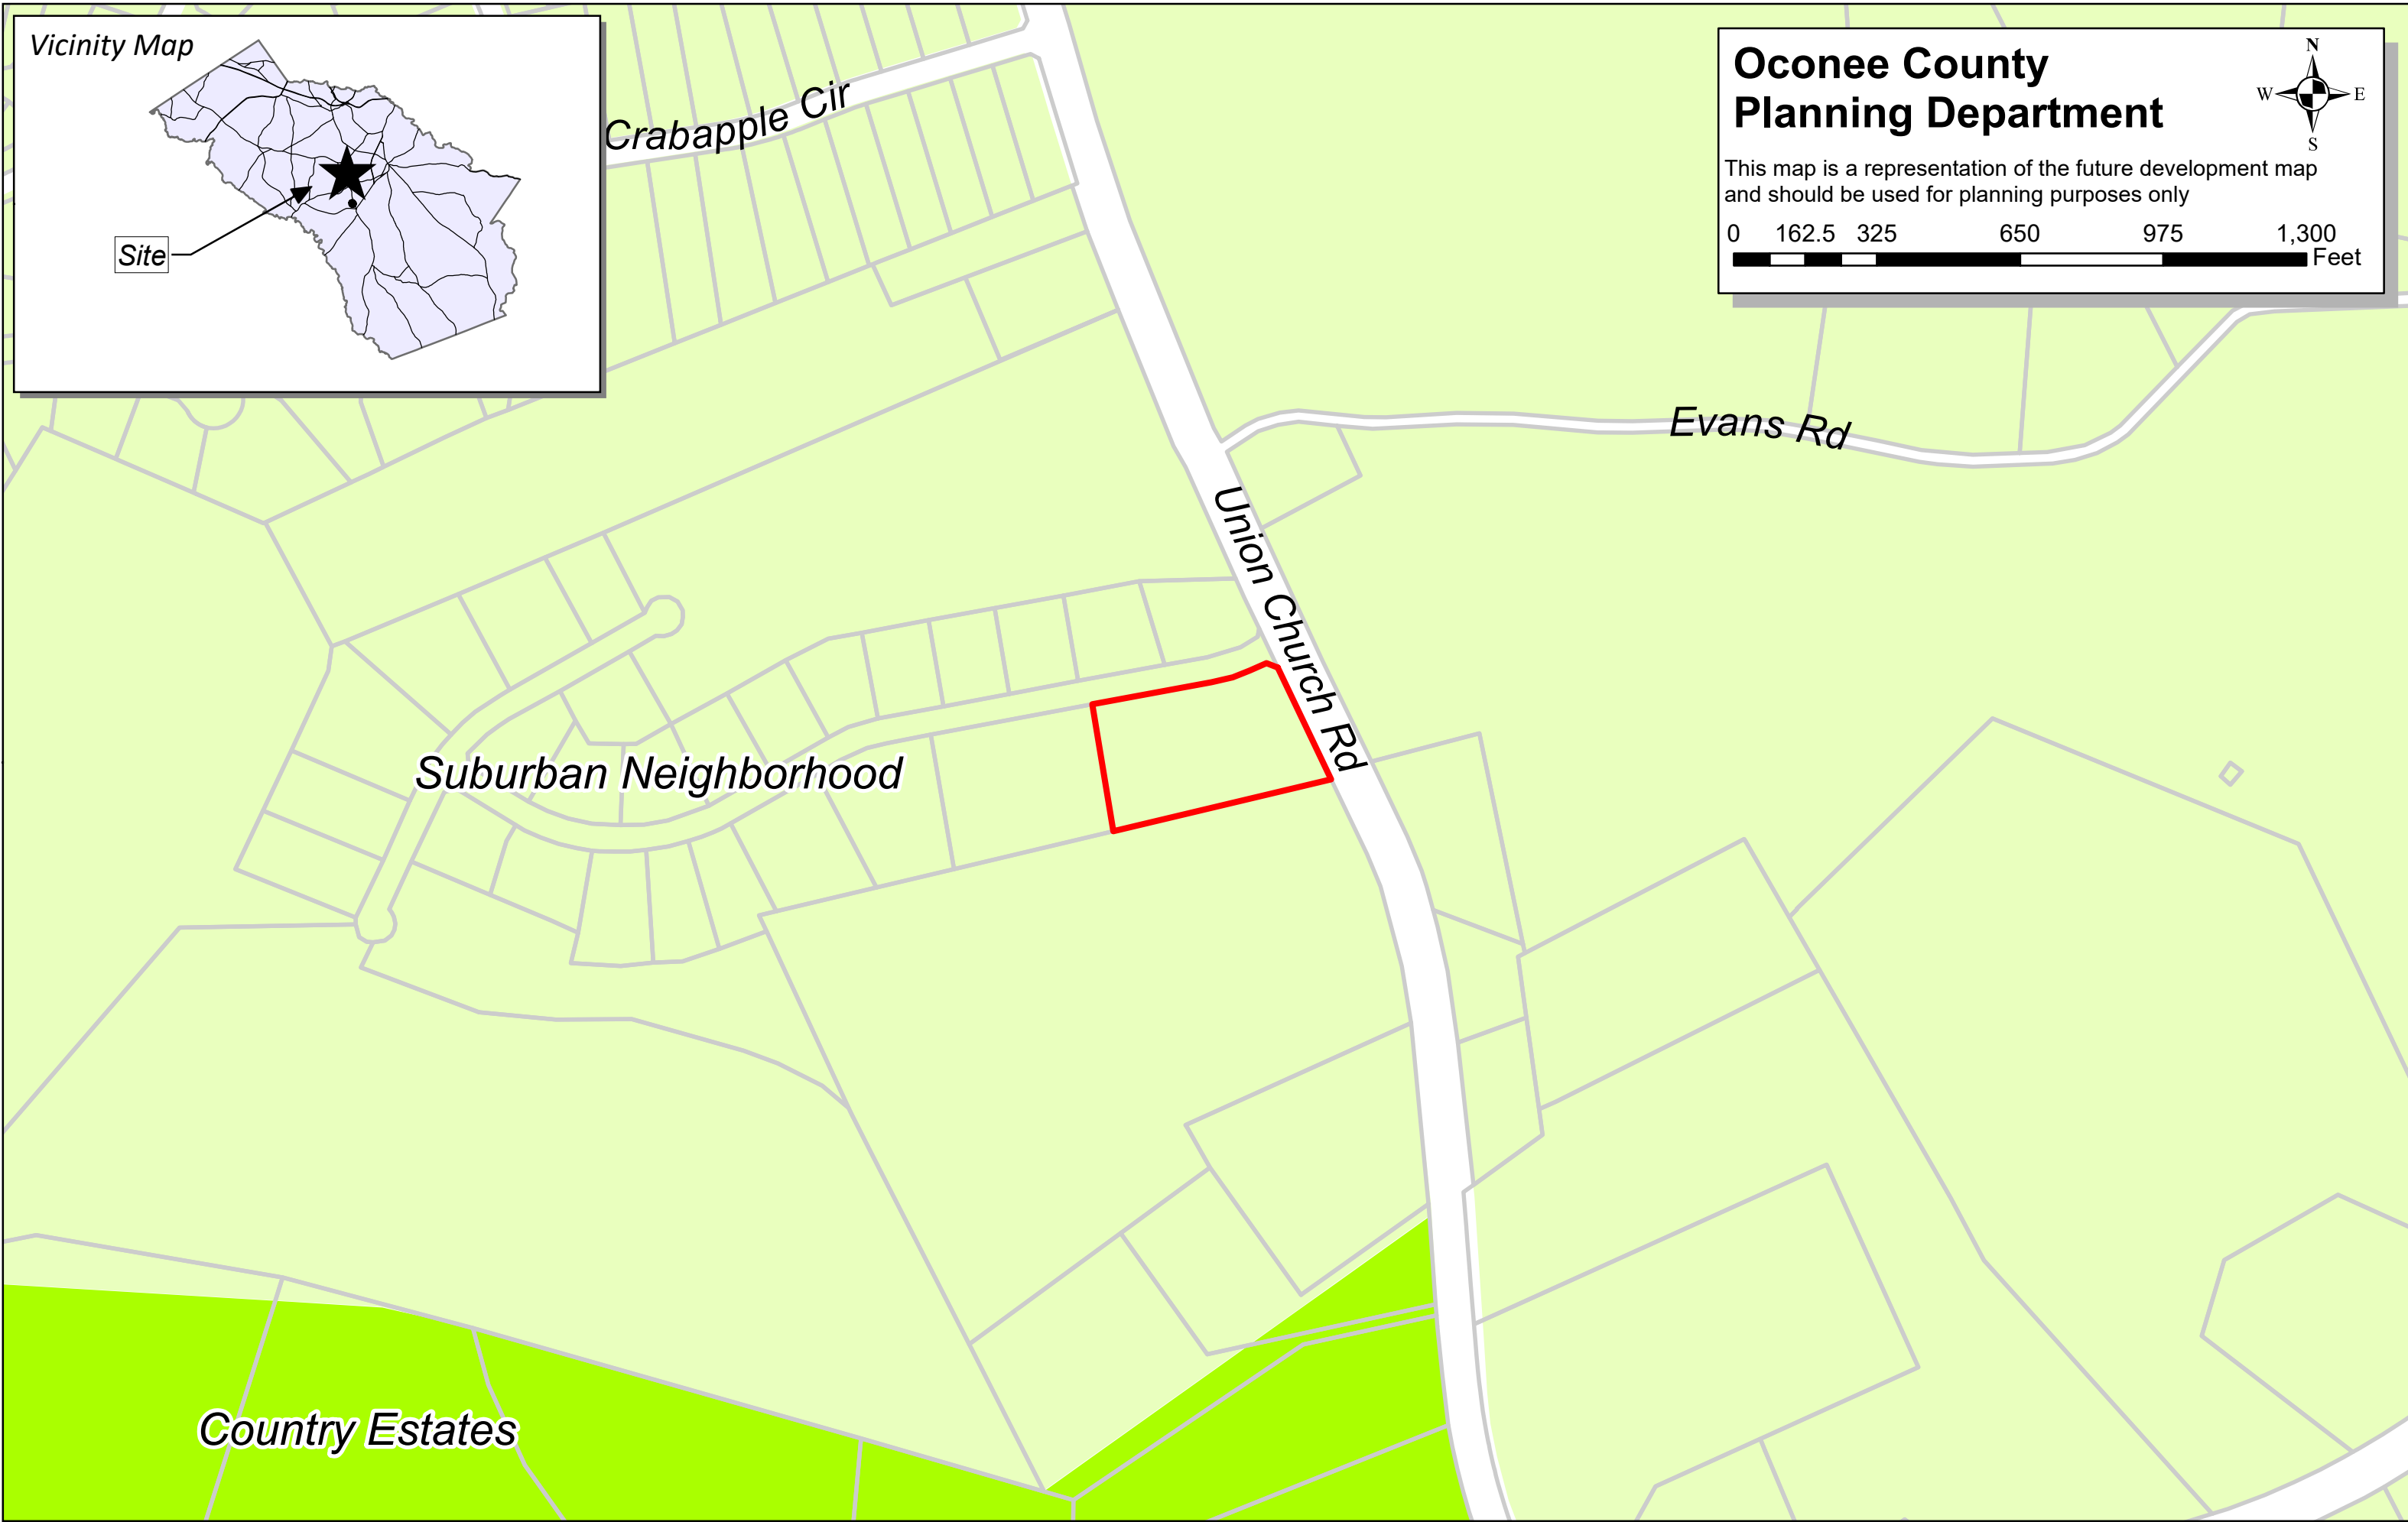 Vicinity Map
Site
Oconee County
Planning Department
N
W E
S
This map is a representation of the future development map
and should be used for planning purposes only
0 162.5 325 650 975 1,300
Feet
Crabapple Cir
Evans Rd
Union Church Rd
Suburban Neighborhood
Country Estates